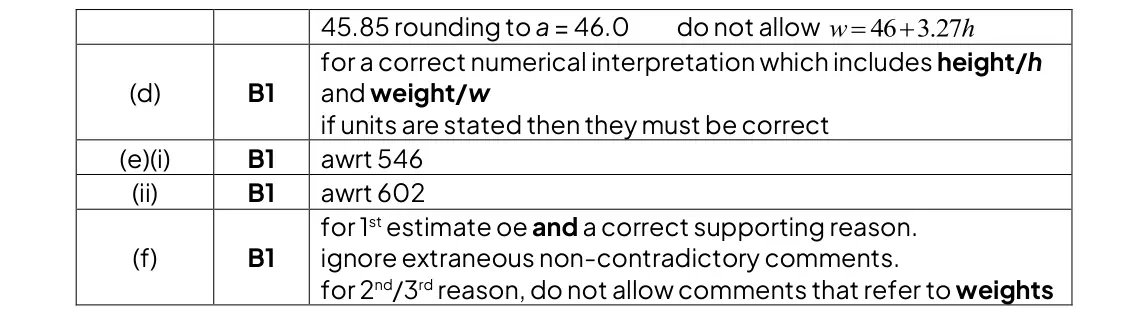 45.85 rounding to a = 46.0 do not allow w = 46 + 3.27h
for a correct numerical interpretation which includes height/h
(d) B1 and weight/w
if units are stated then they must be correct
(e)(i) B1 awrt 546
(ii) B1 awrt 602
for 1st estimate oe and a correct supporting reason.
(f) B1 ignore extraneous non-contradictory comments.
for 2nd/3rd reason, do not allow comments that refer to weights